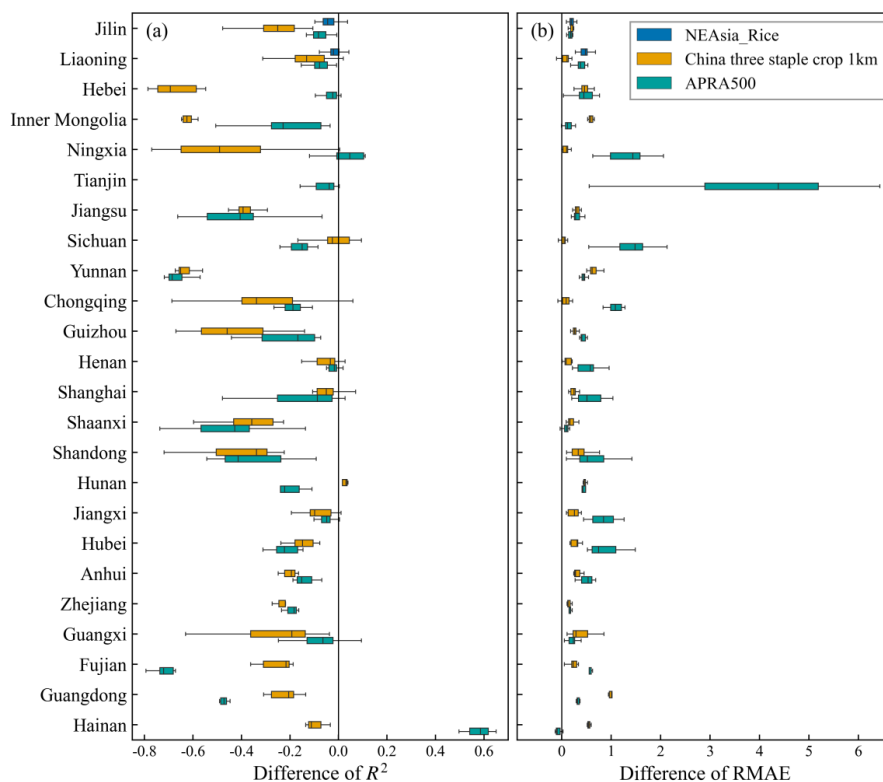 (a)
(b)
NEAsia_Rice
China three staple crop 1km
APRA500
Jilin
Liaoning
Hebei
Inner Mongolia
Ningxia
Tianjin
Jiangsu
Sichuan
Yunnan
Chongqing
Guizhou
Henan
Shanghai
Shaanxi
Shandong
Hunan
Jiangxi
Hubei
Anhui
Zhejiang
Guangxi
Fujian
Guangdong
Hainan
-0.8 -0.6 -0.4 -0.2 0.0 0.2 0.4 0.6
0 1 2 3 4 5 6
Difference of R²
Difference of RMAE